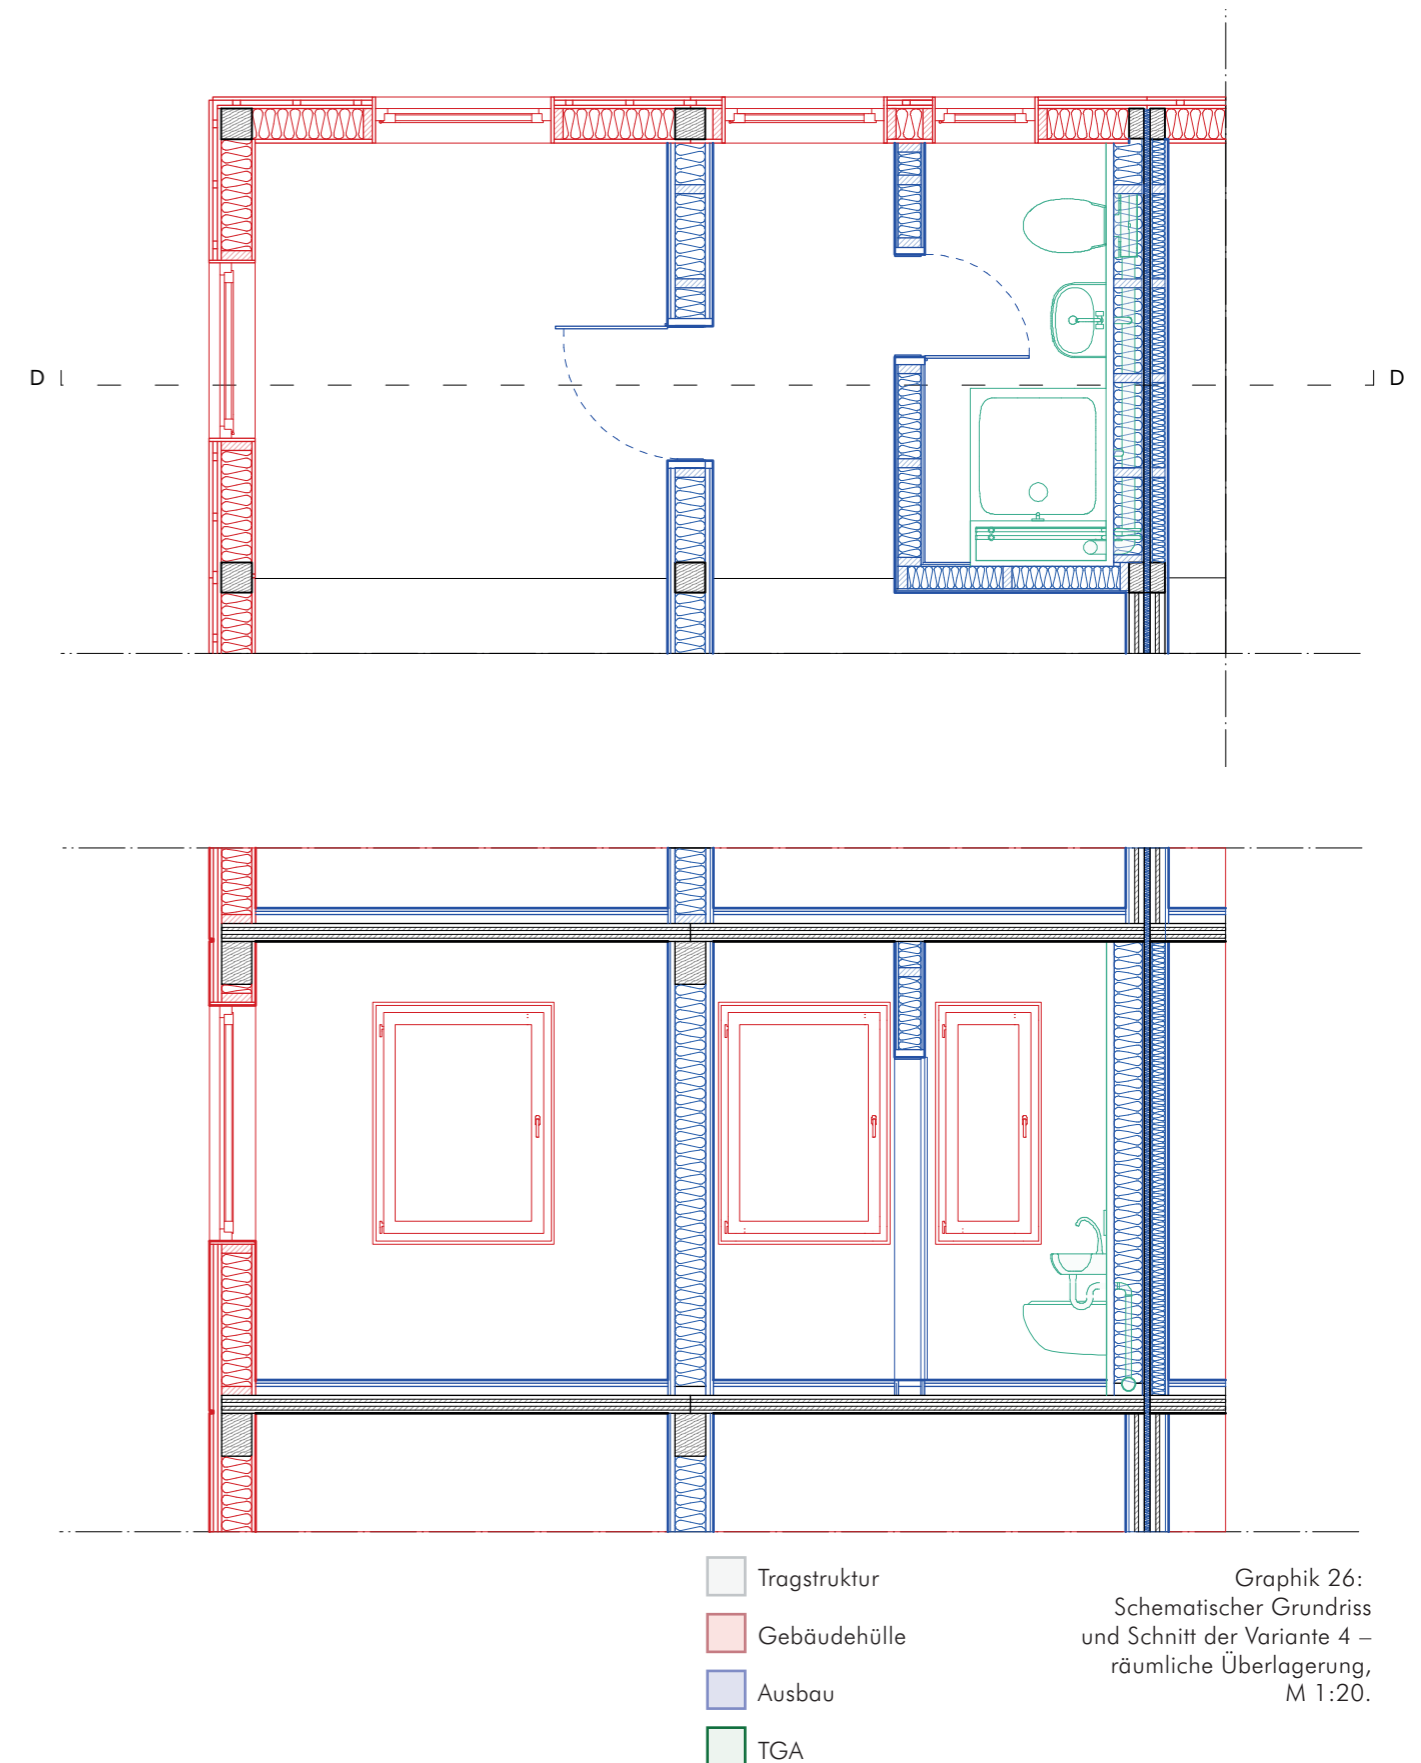 D
D
Tragstruktur
Gebäudehülle
Ausbau
TGA
Graphik 26:
Schematischer Grundriss
und Schnitt der Variante 4 –
räumliche Überlagerung,
M 1:20.